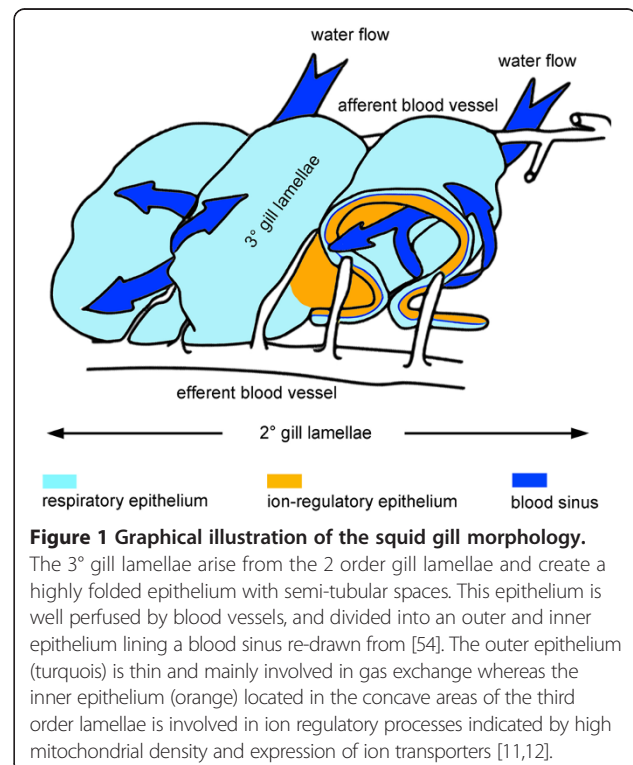 water flow
water flow
afferent blood vessel
3° gill lamellae
efferent blood vessel
2° gill lamellae
respiratory epithelium
ion-regulatory epithelium
blood sinus
Figure 1 Graphical illustration of the squid gill morphology.
The 3° gill lamellae arise from the 2 order gill lamellae and create a
highly folded epithelium with semi-tubular spaces. This epithelium is
well perfused by blood vessels, and divided into an outer and inner
epithelium lining a blood sinus re-drawn from [54]. The outer epithelium
(turquois) is thin and mainly involved in gas exchange whereas the
inner epithelium (orange) located in the concave areas of the third
order lamellae is involved in ion regulatory processes indicated by high
mitochondrial density and expression of ion transporters [11,12].